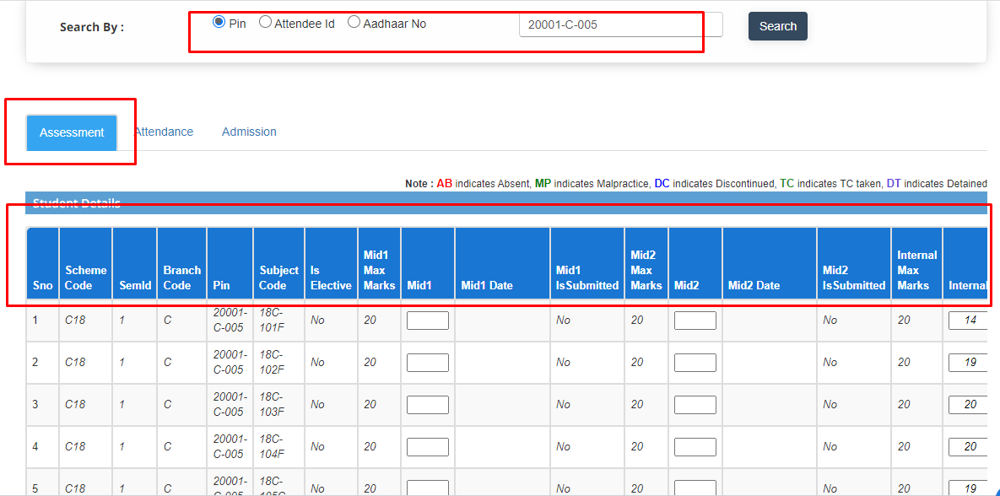 Search By : Pin Attendee Id Aadhaar No 20001-C-005 Search
Assessment Attendance Admission
Note : AB indicates Absent, MP indicates Malpractice, DC indicates Discontinued, TC indicates TC taken, DT indicates Detained
Student Details
Sno Scheme Code SemId Branch Code Pin Subject Code Is Elective Mid1 Max Marks Mid1 Mid1 Date Mid1 IsSubmitted Mid2 Max Marks Mid2 Mid2 Date Mid2 IsSubmitted Internal Max Marks Internal
1 C18 1 C 20001-C-005 18C-101F No 20 No 20 No 20 14
2 C18 1 C 20001-C-005 18C-102F No 20 No 20 No 20 19
3 C18 1 C 20001-C-005 18C-103F No 20 No 20 No 20 20
4 C18 1 C 20001-C-005 18C-104F No 20 No 20 No 20 20
5 C18 1 C 20001- 18C- No 20 No 20 No 20 19